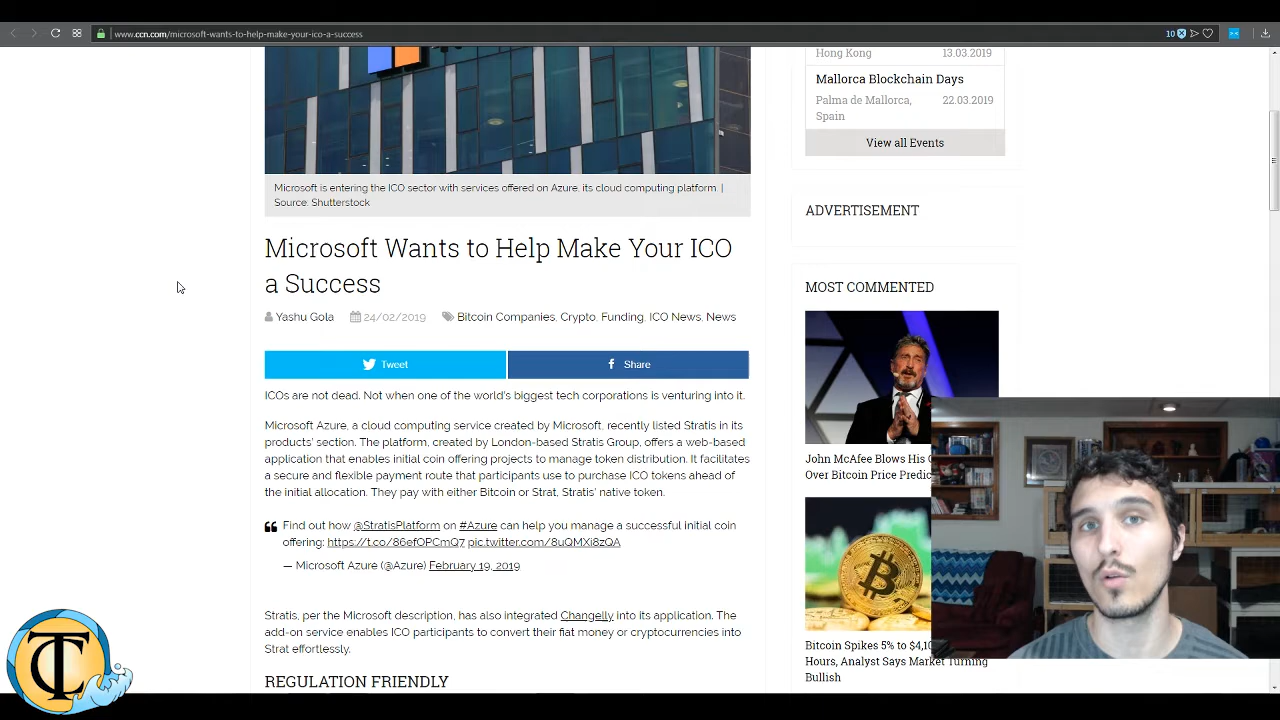 www.ccn.com/microsoft-wants-to-help-make-your-ico-a-success
10
Microsoft is entering the ICO sector with services offered on Azure, its cloud computing platform. |
Source: Shutterstock
Microsoft Wants to Help Make Your ICO
a Success
Yashu Gola 24/02/2019 Bitcoin Companies, Crypto, Funding, ICO News, News
Tweet Share
ICOs are not dead. Not when one of the world's biggest tech corporations is venturing into it.
Microsoft Azure, a cloud computing service created by Microsoft, recently listed Stratis in its
products' section. The platform, created by London-based Stratis Group, offers a web-based
application that enables initial coin offering projects to manage token distribution. It facilitates
a secure and flexible payment route that participants use to purchase ICO tokens ahead of
the initial allocation. They pay with either Bitcoin or Strat, Stratis' native token.
Find out how @StratisPlatform on #Azure can help you manage a successful initial coin
offering: https://t.co/86efOPCmQ7 pic.twitter.com/8uQMXi8zQA
— Microsoft Azure (@Azure) February 19, 2019
Stratis, per the Microsoft description, has also integrated Changelly into its application. The
add-on service enables ICO participants to convert their fiat money or cryptocurrencies into
Strat effortlessly.
REGULATION FRIENDLY
Hong Kong 13.03.2019
Mallorca Blockchain Days
Palma de Mallorca, 22.03.2019
Spain
View all Events
ADVERTISEMENT
MOST COMMENTED
John McAfee Blows His
Over Bitcoin Price
Bitcoin Spikes 5% to
Hours, Analyst Says Market Turning
Bullish
TC